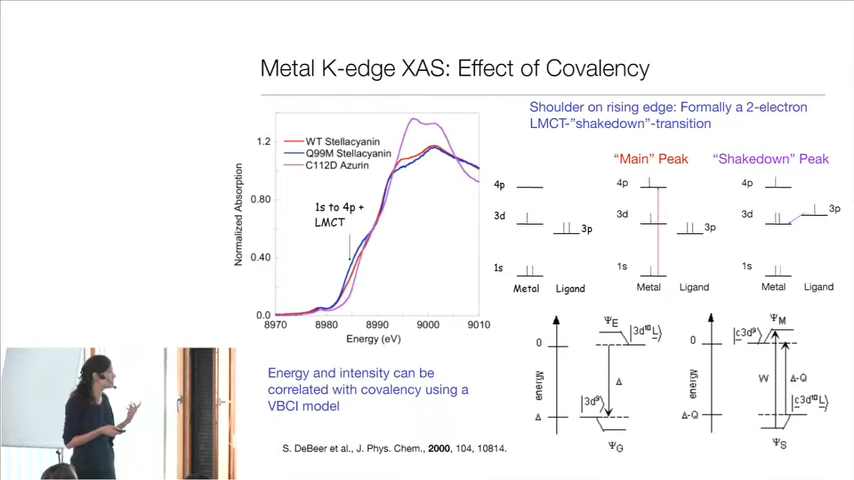 Metal K-edge XAS: Effect of Covalency
Shoulder on rising edge: Formally a 2-electron
LMCT-"shakedown"-transition
WT Stellacyanin
Q99M Stellacyanin
C112D Azurin
1s to 4p +
LMCT
Normalized Absorption
1.2
0.80
0.40
0.0
8970 8980 8990 9000 9010
Energy (eV)
"Main" Peak "Shakedown" Peak
4p 4p 4p
3d 3p 3d 3p 3d 3p
1s 1s 1s
Metal Ligand Metal Ligand Metal Ligand
Energy and intensity can be
correlated with covalency using a
VBCI model
energy
0
Δ
Ψ_E
|3d¹⁰L̲⟩
Δ
|3d⁹⟩
Ψ_G
energy
0
Δ-Q
Ψ_M
|c̲3d⁹⟩
W
Δ-Q
|c̲3d¹⁰L̲⟩
Ψ_S
S. DeBeer et al., J. Phys. Chem., 2000, 104, 10814.